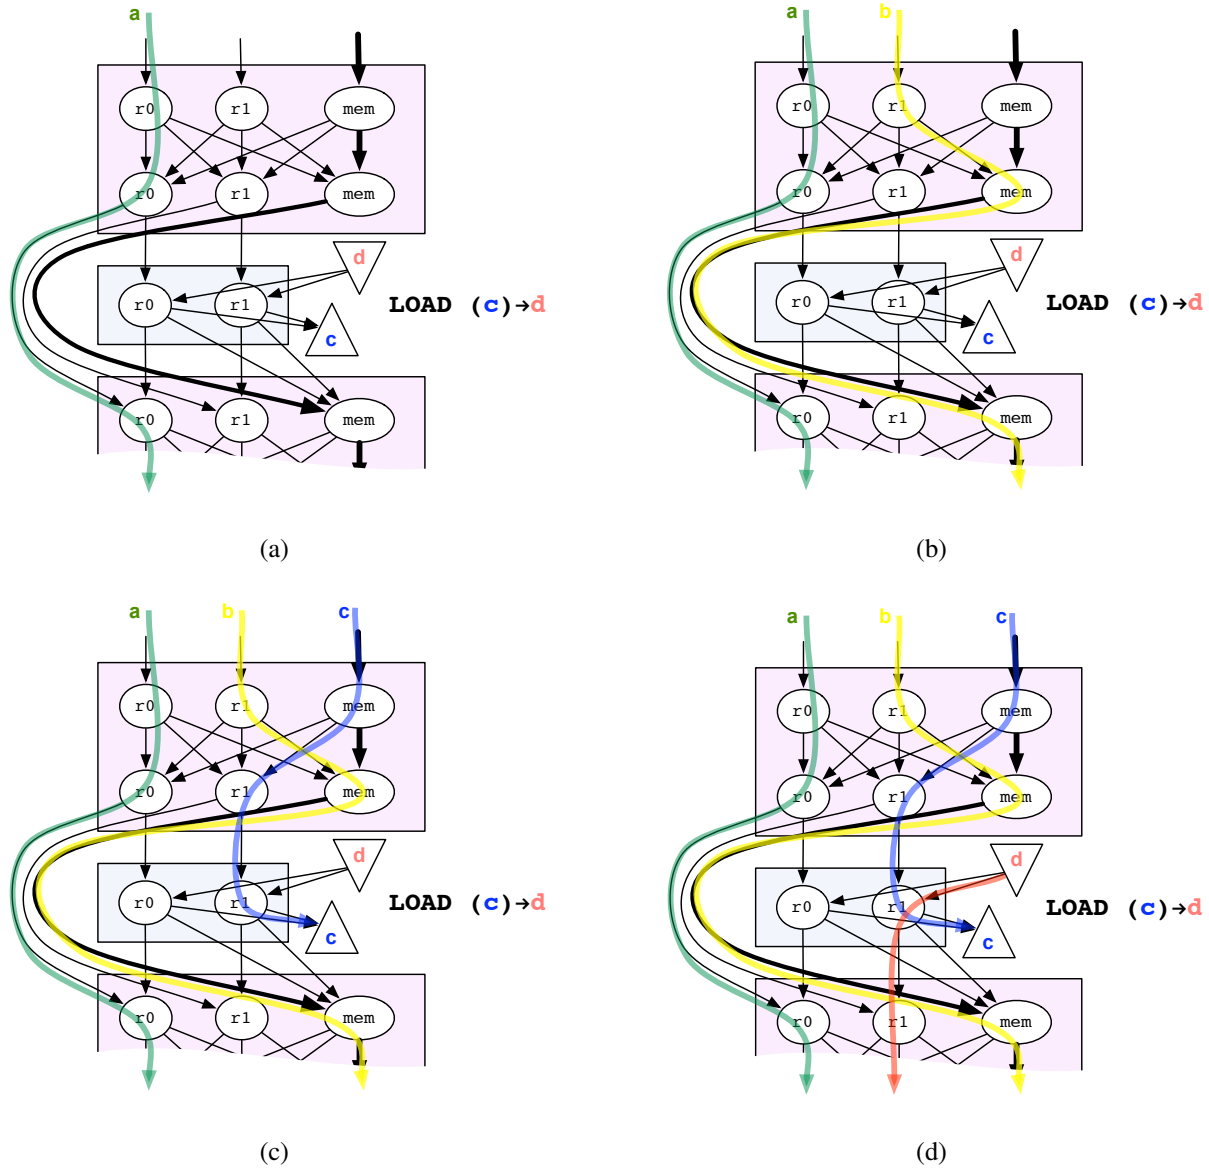 a
r0 r1 mem
r0 r1 mem
d
r0 r1
LOAD (c)→d
c
r0 r1 mem
(a)
a b
r0 r1 mem
r0 r1 mem
d
r0 r1
LOAD (c)→d
c
r0 r1 mem
(b)
a b c
r0 r1 mem
r0 r1 mem
d
r0 r1
LOAD (c)→d
c
r0 r1 mem
(c)
a b c
r0 r1 mem
r0 r1 mem
d
r0 r1
LOAD (c)→d
c
r0 r1 mem
(d)